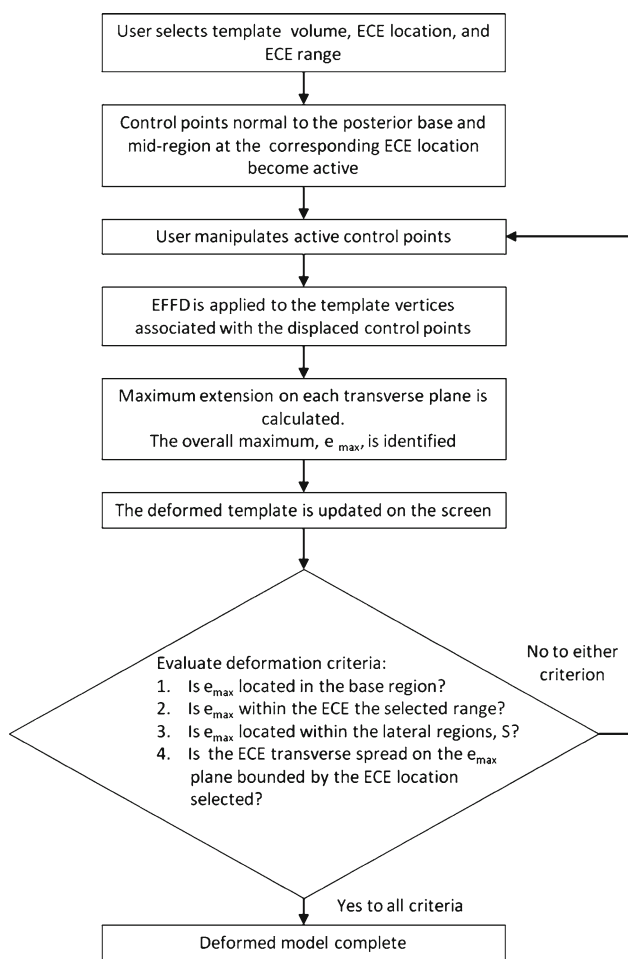 User selects template volume, ECE location, and
ECE range
Control points normal to the posterior base and
mid-region at the corresponding ECE location
become active
User manipulates active control points
EFFD is applied to the template vertices
associated with the displaced control points
Maximum extension on each transverse plane is
calculated.
The overall maximum, e max, is identified
The deformed template is updated on the screen
Evaluate deformation criteria:
1. Is emax located in the base region?
2. Is emax within the ECE the selected range?
3. Is emax located within the lateral regions, S?
4. Is the ECE transverse spread on the emax
plane bounded by the ECE location
selected?
No to either
criterion
Yes to all criteria
Deformed model complete